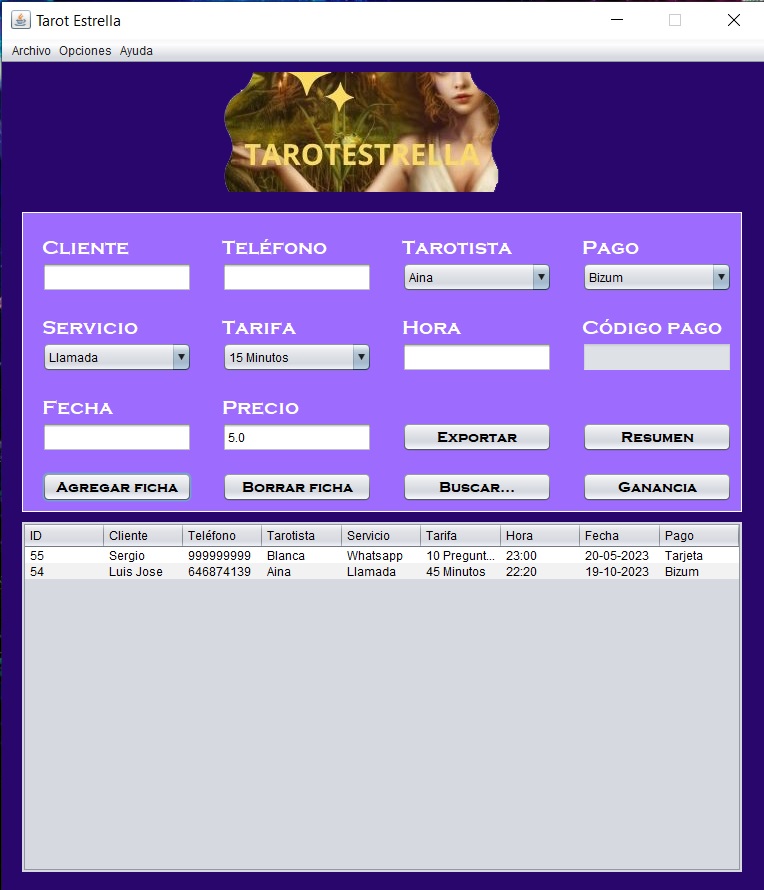 Tarot Estrella
Archivo Opciones Ayuda
TAROTESTRELLA
Cliente Teléfono Tarotista Pago
Aina Bizum
Servicio Tarifa Hora Código pago
Llamada 15 Minutos
Fecha Precio
5.0 Exportar Resumen
Agregar ficha Borrar ficha Buscar... Ganancia
ID Cliente Teléfono Tarotista Servicio Tarifa Hora Fecha Pago
55 Sergio 999999999 Blanca Whatsapp 10 Pregunt... 23:00 20-05-2023 Tarjeta
54 Luis Jose 646874139 Aina Llamada 45 Minutos 22:20 19-10-2023 Bizum